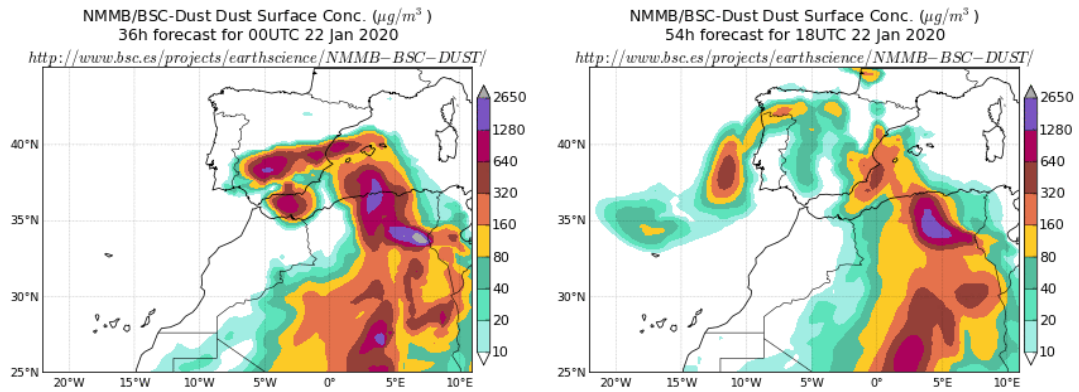 NMMB/BSC-Dust Dust Surface Conc. (μg/m³ )
36h forecast for 00UTC 22 Jan 2020
http://www.bsc.es/projects/earthscience/NMMB−BSC−DUST/
40°N
35°N
30°N
25°N
20°W
15°W
10°W
5°W
0°
5°E
10°E
2650
1280
640
320
160
80
40
20
10
NMMB/BSC-Dust Dust Surface Conc. (μg/m³ )
54h forecast for 18UTC 22 Jan 2020
http://www.bsc.es/projects/earthscience/NMMB−BSC−DUST/
40°N
35°N
30°N
25°N
20°W
15°W
10°W
5°W
0°
5°E
10°E
2650
1280
640
320
160
80
40
20
10